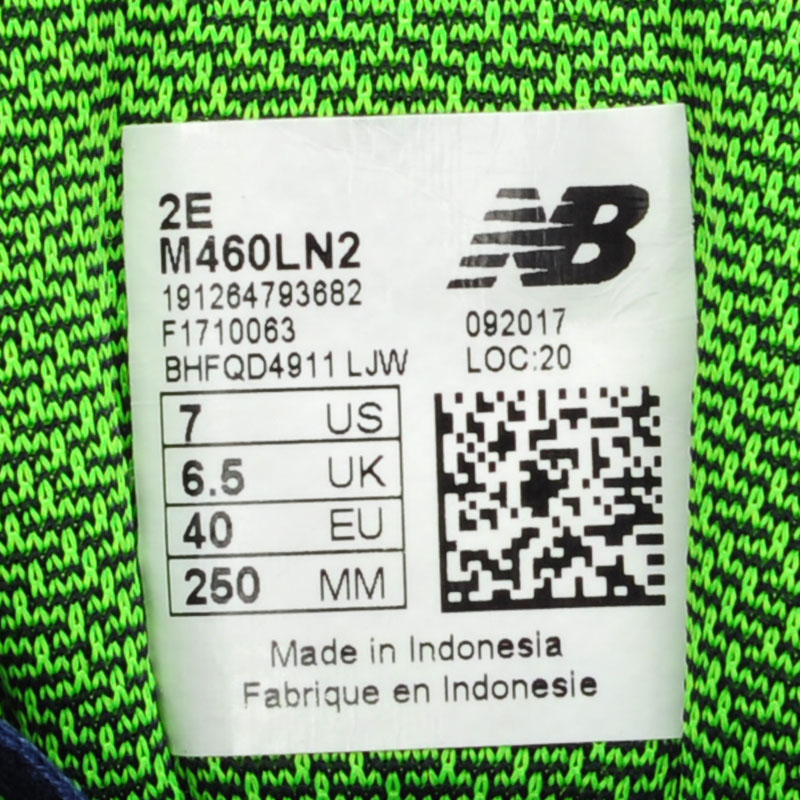 NB
2E
M460LN2
191264793682
F1710063
092017
BHFQD4911 LJW
LOC:20
7 US
6.5 UK
40 EU
250 MM
Made in Indonesia
Fabrique en Indonesie